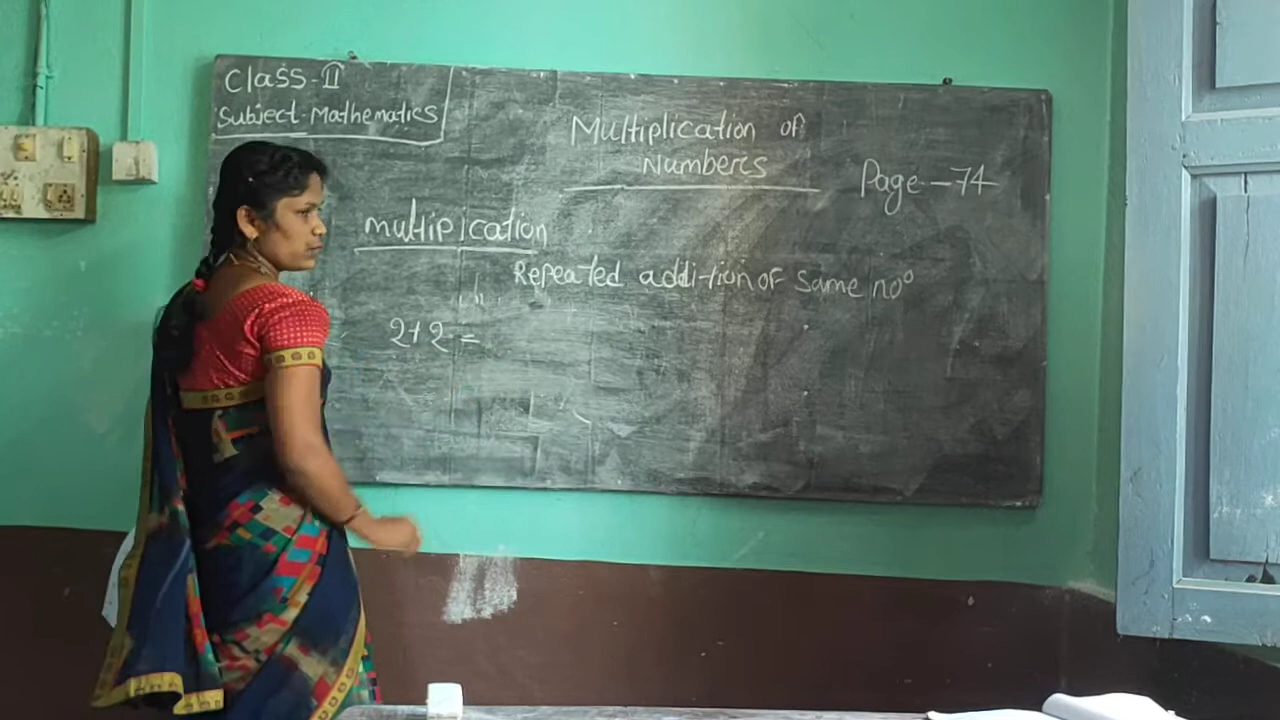 Class-II
Subject-Mathematics
Multiplication of
Numbers
Page-74
multiplication
Repeated addition of same no°
2+2=